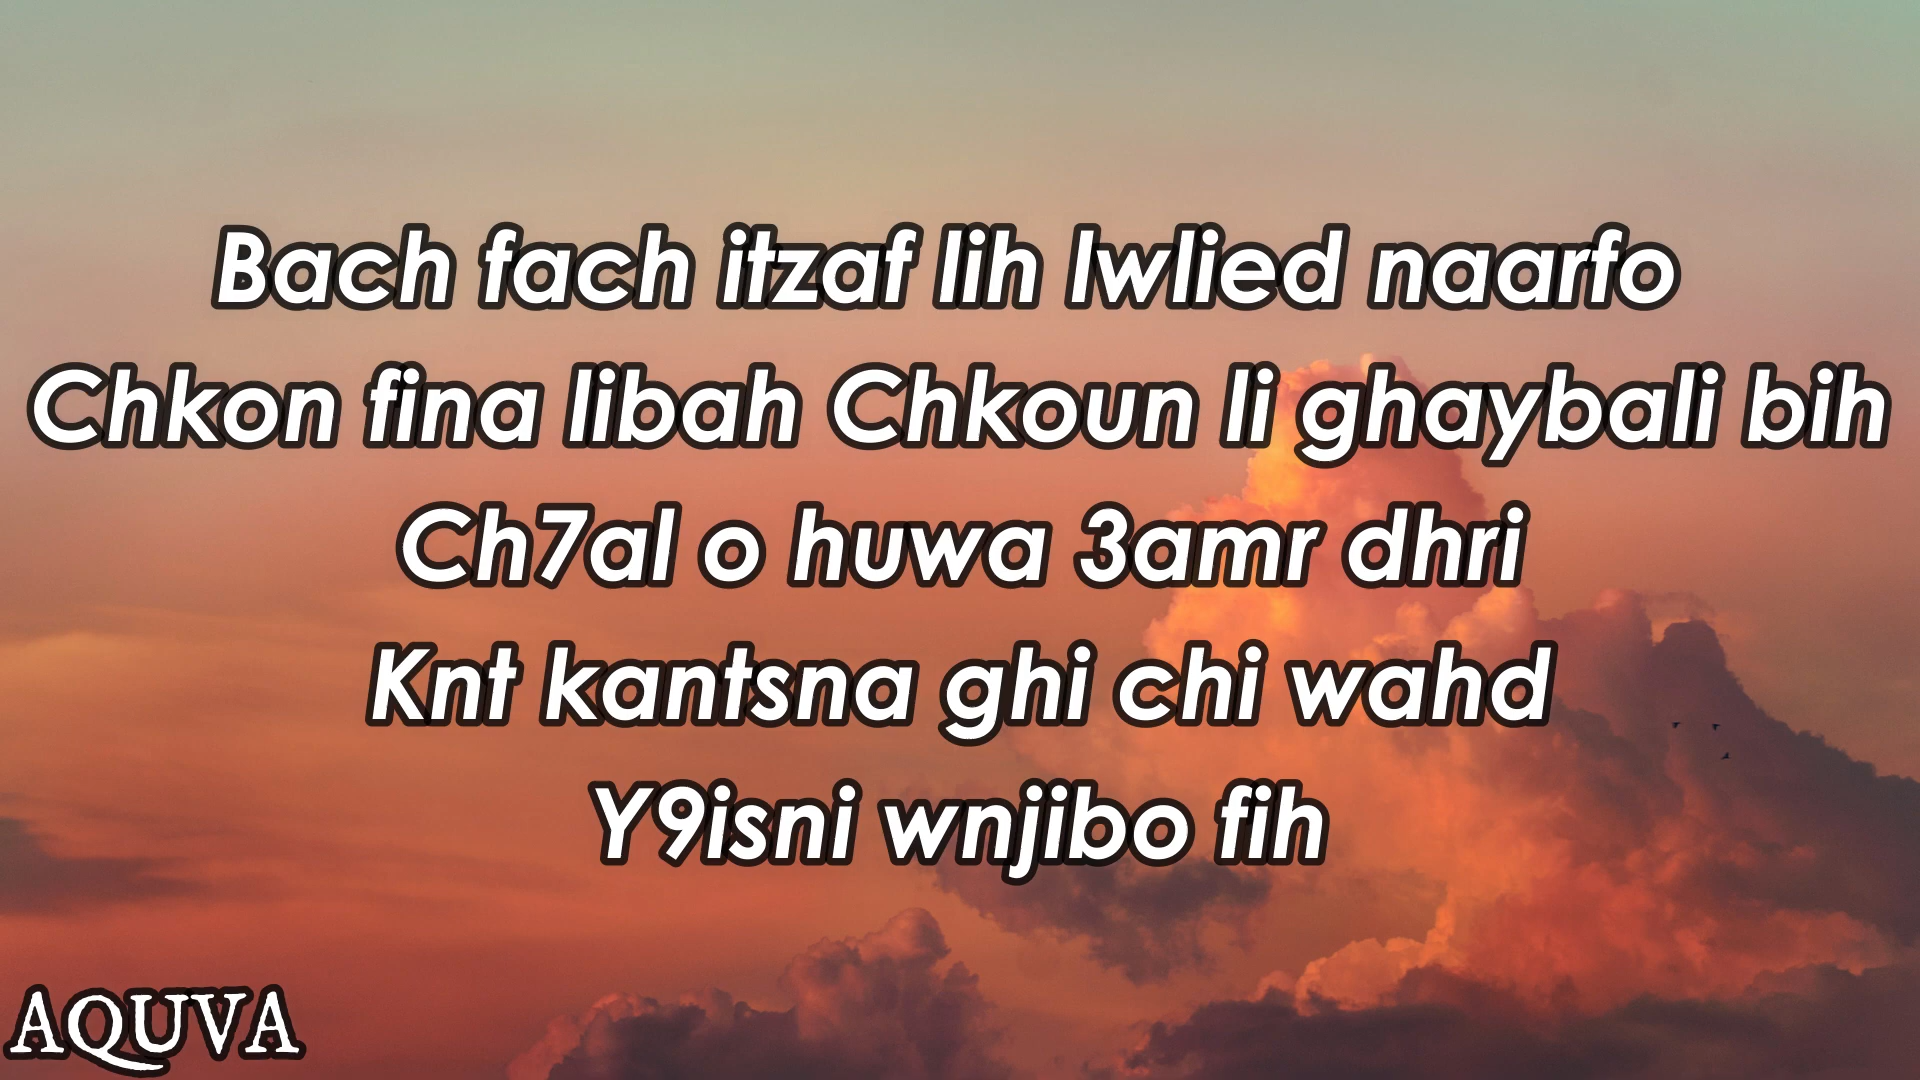 Bach fach itzaf lih lwlied naarfo
Chkon fina libah Chkoun li ghaybali bih
Ch7al o huwa 3amr dhri
Knt kantsna ghi chi wahd
Y9isni wnjibo fih
AQUVA